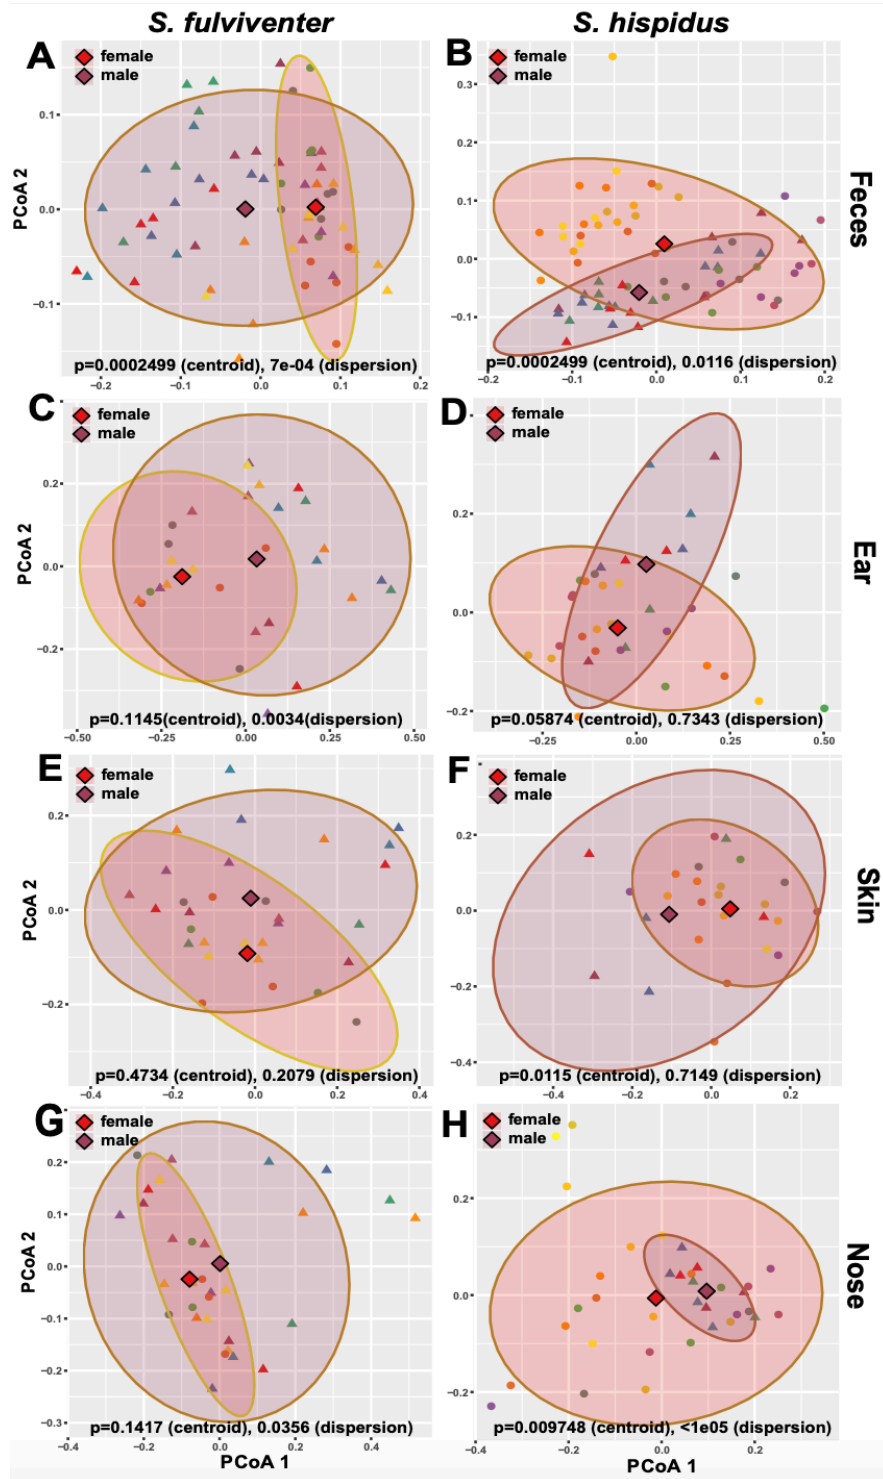 S. fulviventer
S. hispidus
A
female
male
PCoA 2
0.1
0.0
−0.1
p=0.0002499 (centroid), 7e-04 (dispersion)
−0.2
−0.1
0.0
0.1
0.2
B
female
male
0.3
0.2
0.1
0.0
−0.1
p=0.0002499 (centroid), 0.0116 (dispersion)
−0.2
−0.1
0.0
0.1
0.2
Feces
C
female
male
PCoA 2
0.2
0.0
−0.2
p=0.1145(centroid), 0.0034(dispersion)
−0.50
−0.25
0.00
0.25
0.50
D
female
male
0.2
0.0
−0.2
p=0.05874 (centroid), 0.7343 (dispersion)
−0.25
0.00
0.25
0.50
Ear
E
female
male
PCoA 2
0.2
0.0
−0.2
p=0.4734 (centroid), 0.2079 (dispersion)
−0.4
−0.2
0.0
0.2
0.4
F
female
male
0.2
0.0
−0.2
−0.4
p=0.0115 (centroid), 0.7149 (dispersion)
−0.4
−0.2
0.0
0.2
Skin
G
female
male
PCoA 2
0.2
0.1
0.0
−0.1
−0.2
−0.3
p=0.1417 (centroid), 0.0356 (dispersion)
−0.4
−0.2
0.0
0.2
0.4
PCoA 1
H
female
male
0.2
0.0
−0.2
p=0.009748 (centroid), <1e05 (dispersion)
−0.4
−0.2
0.0
0.2
PCoA 1
Nose